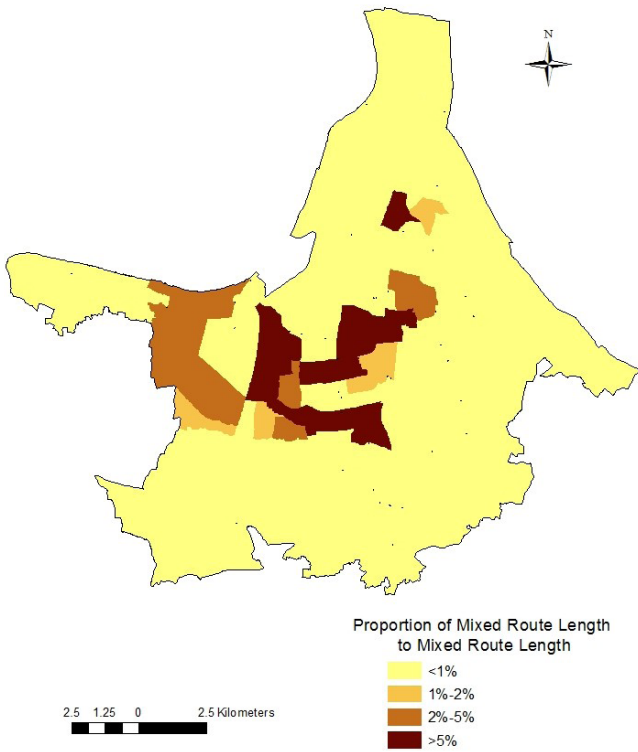 N
Proportion of Mixed Route Length
to Mixed Route Length
<1%
1%-2%
2%-5%
>5%
2.5 1.25 0 2.5 Kilometers